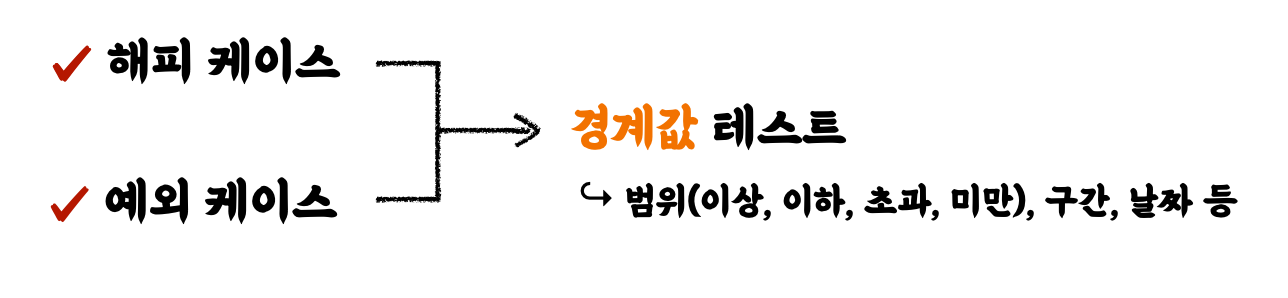 해피 케이스
예외 케이스
경계값 테스트
범위(이상, 이하, 초과, 미만), 구간, 날짜 등